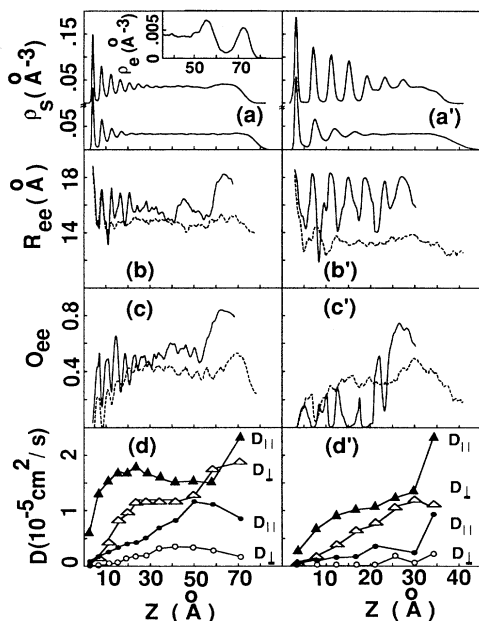 .15
.05
.05
ρs(Å-3)
ρe(Å-3)
.005
0
50
70
(a)
(a')
Ree(Å)
18
14
(b)
(b')
Oee
0.8
0.4
0
(c)
(c')
D(10-5cm2/s)
2
1
0
(d)
D||
D⊥
D||
D⊥
(d')
D||
D⊥
D||
D⊥
10
30
50
70
10
20
30
40
Z (Å)
Z (Å)